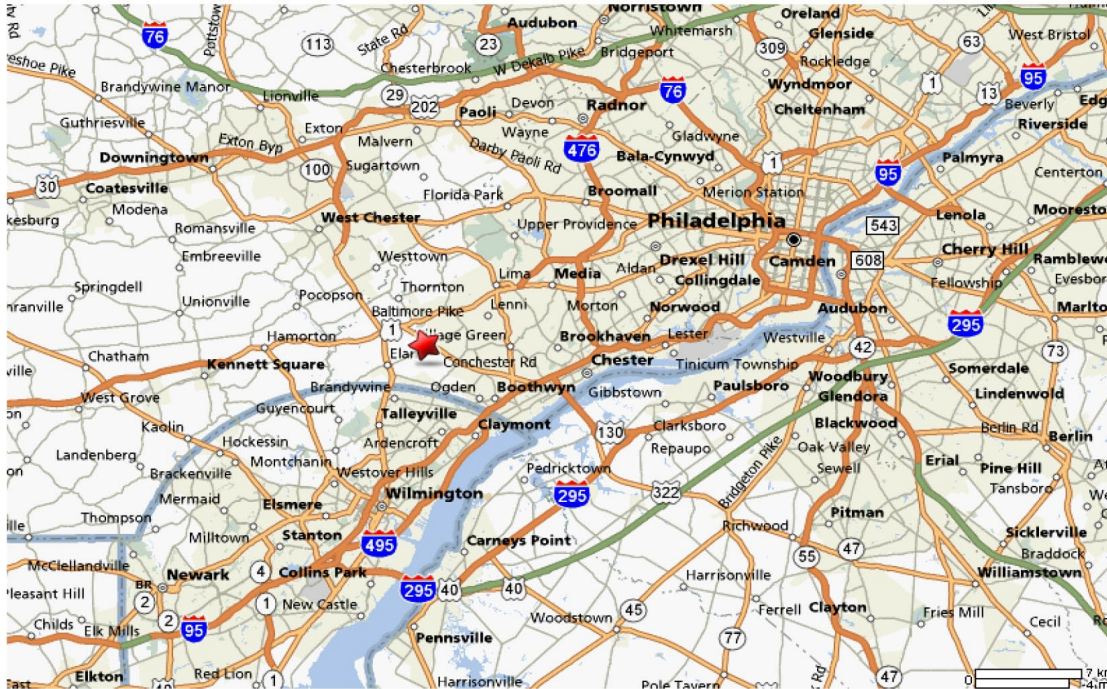 Norristown
Oreland
Audubon
Whitemarsh
Glenside
76
113
State Rd
23
Bridgeport
309
Rockledge
63
West Bristol
Chesterbrook
W Dekalb Pike
76
Wyndmoor
1
95
Brandywine Manor
Lionville
29
202
Radnor
Cheltenham
13
Beverly
Guthriesville
Paoli
Devon
Riverside
Exton
Wayne
Gladwyne
Exton Byp
Malvern
476
Downingtown
100
Sugartown
Darby Paoli Rd
Bala-Cynwyd
1
95
Palmyra
30
Coatesville
Florida Park
Broomall
Merion Station
Centerton
Modena
West Chester
Upper Providence
Philadelphia
543
Lenola
Romansville
Embreeville
Westtown
Lima
Media
Aldan
Drexel Hill
Camden
608
Cherry Hill
Springdell
Thornton
Collingdale
Fellowship
Unionville
Pocopson
Lenni
Morton
Norwood
Audubon
Baltimore Pike
1
Hamorton
Brookhaven
Lester
Westville
295
Chatham
Conchester Rd
Chester
42
73
Kennett Square
Tinicum Township
Somerdale
Brandywine
Ogden
Boothwyn
Gibbstown
Paulsboro
Woodbury
Lindenwold
West Grove
Guyencourt
Talleyville
Glendora
Kaolin
Claymont
130
Clarksboro
Blackwood
Berlin Rd
Hockessin
Ardencroft
Berlin
Landenberg
Montchanin
Repaupo
Oak Valley
Brackenville
Westover Hills
Pedricktown
Sewell
Erial
Pine Hill
Mermaid
Wilmington
295
322
Bridgeton Pike
Tansboro
Elsmere
Thompson
Pitman
Milltown
Stanton
Richwood
Sicklerville
495
Carneys Point
55
47
Braddock
McClellandville
Newark
4
Collins Park
Harrisonville
Williamstown
Pleasant Hill
BR
2
2
1
New Castle
295
40
40
Woodstown
45
Ferrell
Clayton
Fries Mill
Childs
Elk Mills
95
Pennsville
77
Cecil
Elkton
Red Lion
1
Harrisonville
Pole Tavern
47
0
7 km
4 m